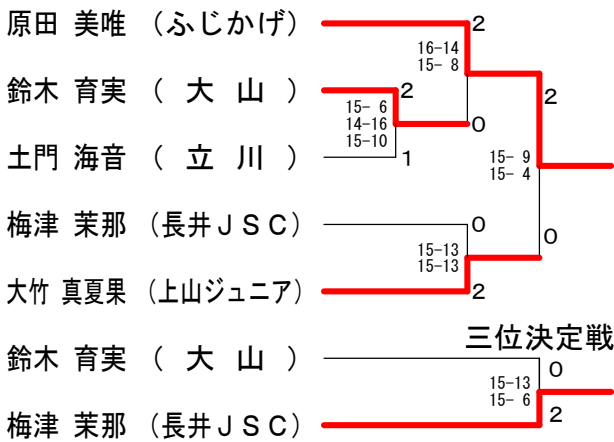 原田 美唯 （ふじかげ）
2
16-14
15- 8
鈴木 育実 （ 大 山 ）
2
2
15- 6
14-16
15-10
0
土門 海音 （ 立 川 ）
1
15- 9
15- 4
梅津 茉那 （長井ＪＳＣ）
0
0
15-13
15-13
大竹 真夏果 （上山ジュニア）
2
三位決定戦
鈴木 育実 （ 大 山 ）
0
15-13
15- 6
梅津 茉那 （長井ＪＳＣ）
2